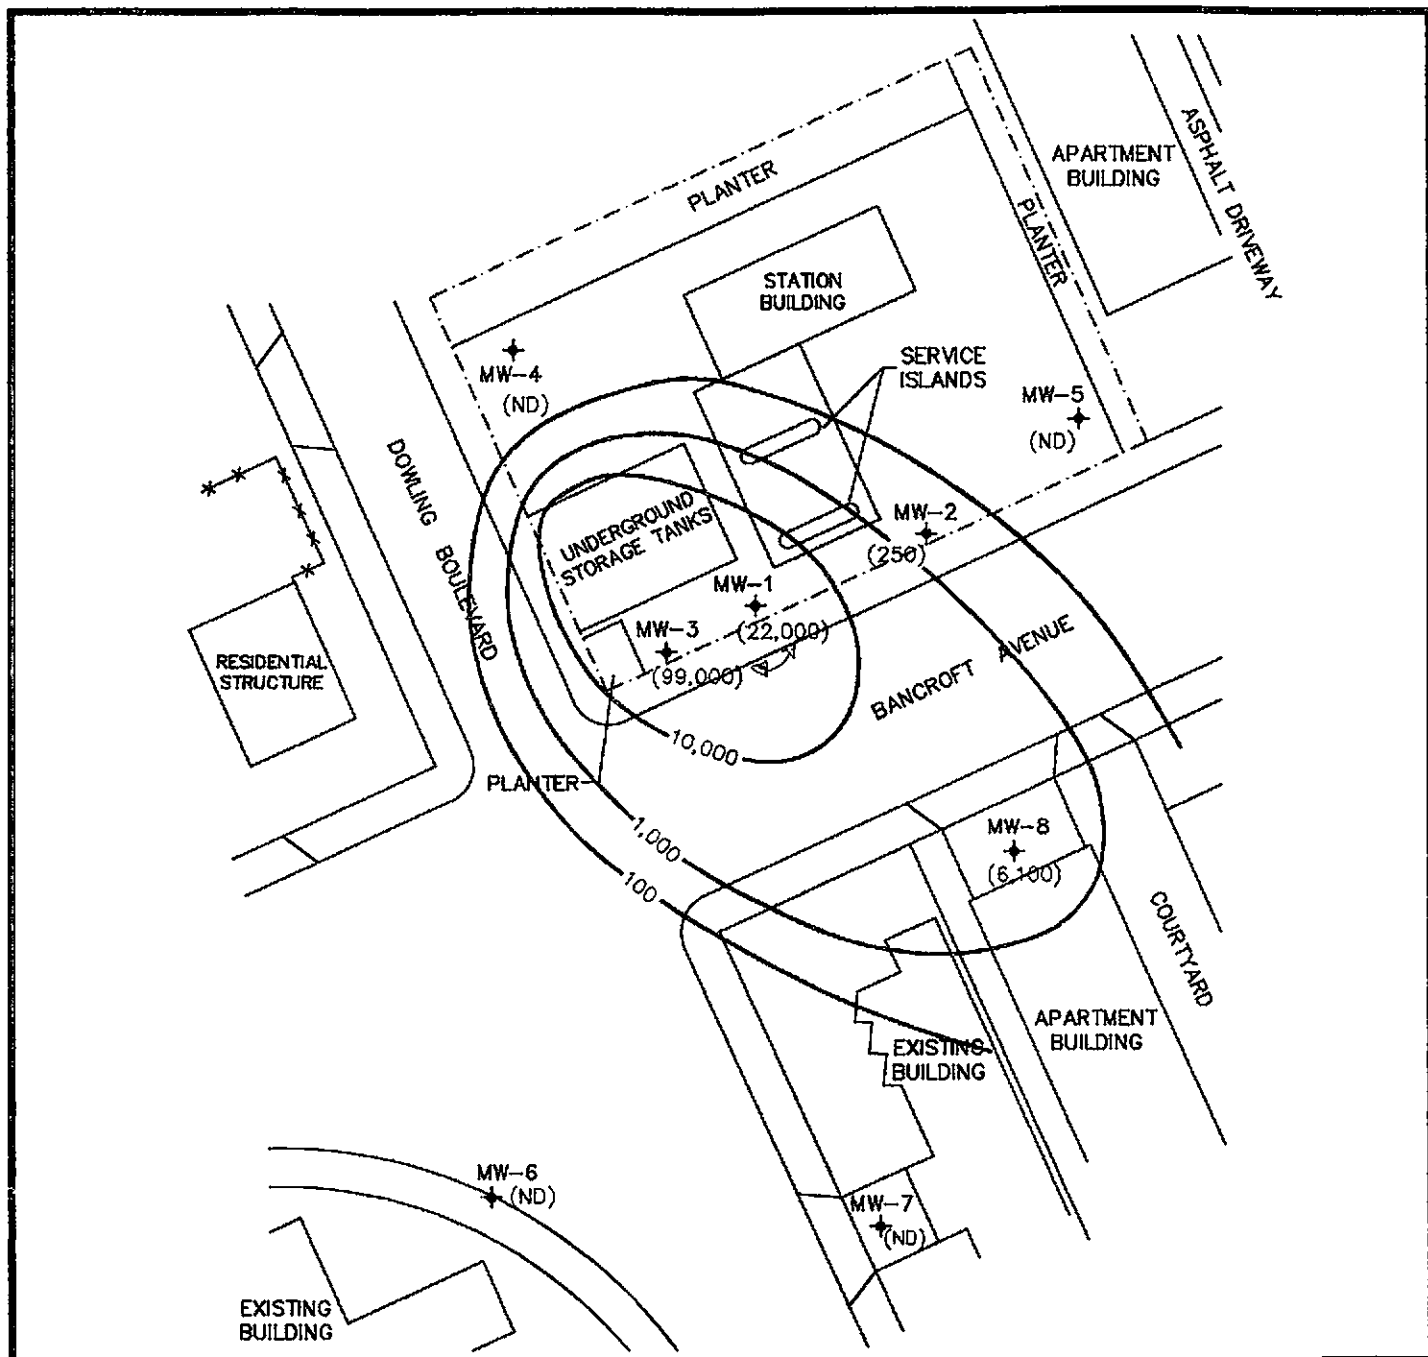 PLANTER
APARTMENT
BUILDING
ASPHALT DRIVEWAY
PLANTER
STATION
BUILDING
SERVICE
ISLANDS
MW-4
(ND)
MW-5
(ND)
DOWLING BOULEVARD
UNDERGROUND
STORAGE TANKS
MW-2
(250)
MW-1
(22,000)
MW-3
(99,000)
RESIDENTIAL
STRUCTURE
BANCROFT AVENUE
10,000
PLANTER
1,000
100
MW-8
(6,100)
COURTYARD
APARTMENT
BUILDING
EXISTING
BUILDING
MW-6
(ND)
MW-7
(ND)
EXISTING
BUILDING